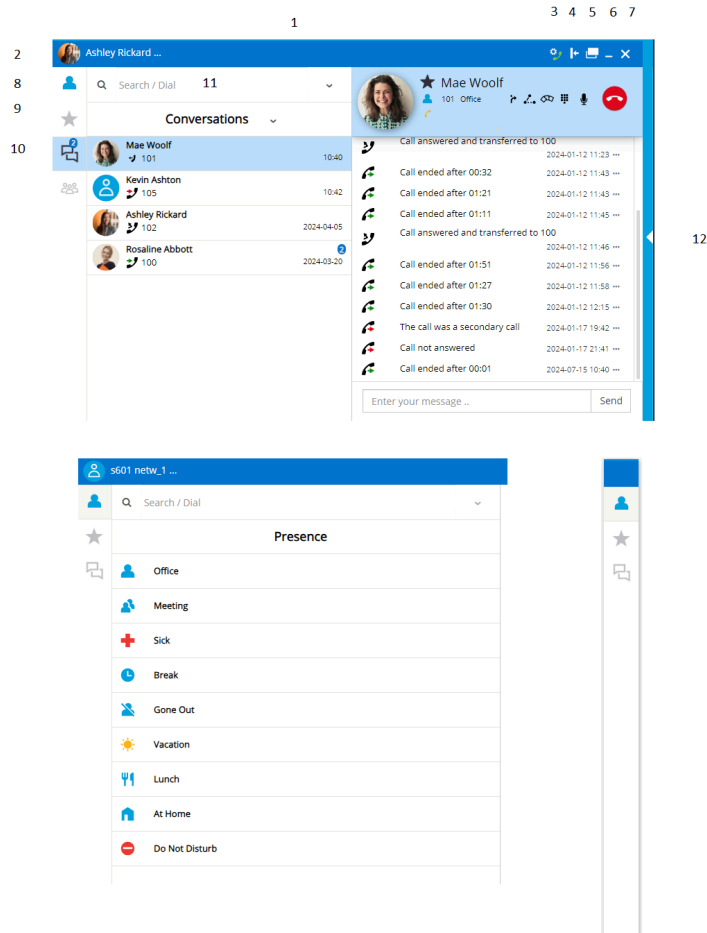 1
3 4 5 6 7
2
Ashley Rickard ...
8
Search / Dial
11
Mae Woolf
101 Office
9
Conversations
10
2
Mae Woolf
101
10:40
Kevin Ashton
105
10:42
Ashley Rickard
102
2024-04-05
Rosaline Abbott
2
100
2024-03-20
Call answered and transferred to 100
2024-01-12 11:23 •••
Call ended after 00:32
2024-01-12 11:43 •••
Call ended after 01:21
2024-01-12 11:43 •••
Call ended after 01:11
2024-01-12 11:45 •••
Call answered and transferred to 100
2024-01-12 11:46 •••
12
Call ended after 01:51
2024-01-12 11:56 •••
Call ended after 01:27
2024-01-12 11:58 •••
Call ended after 01:30
2024-01-12 12:15 •••
The call was a secondary call
2024-01-17 19:42 •••
Call not answered
2024-01-17 21:41 •••
Call ended after 00:01
2024-07-15 10:40 •••
Enter your message ..
Send
s601 netw_1 ...
Search / Dial
Presence
Office
Meeting
Sick
Break
Gone Out
Vacation
Lunch
At Home
Do Not Disturb